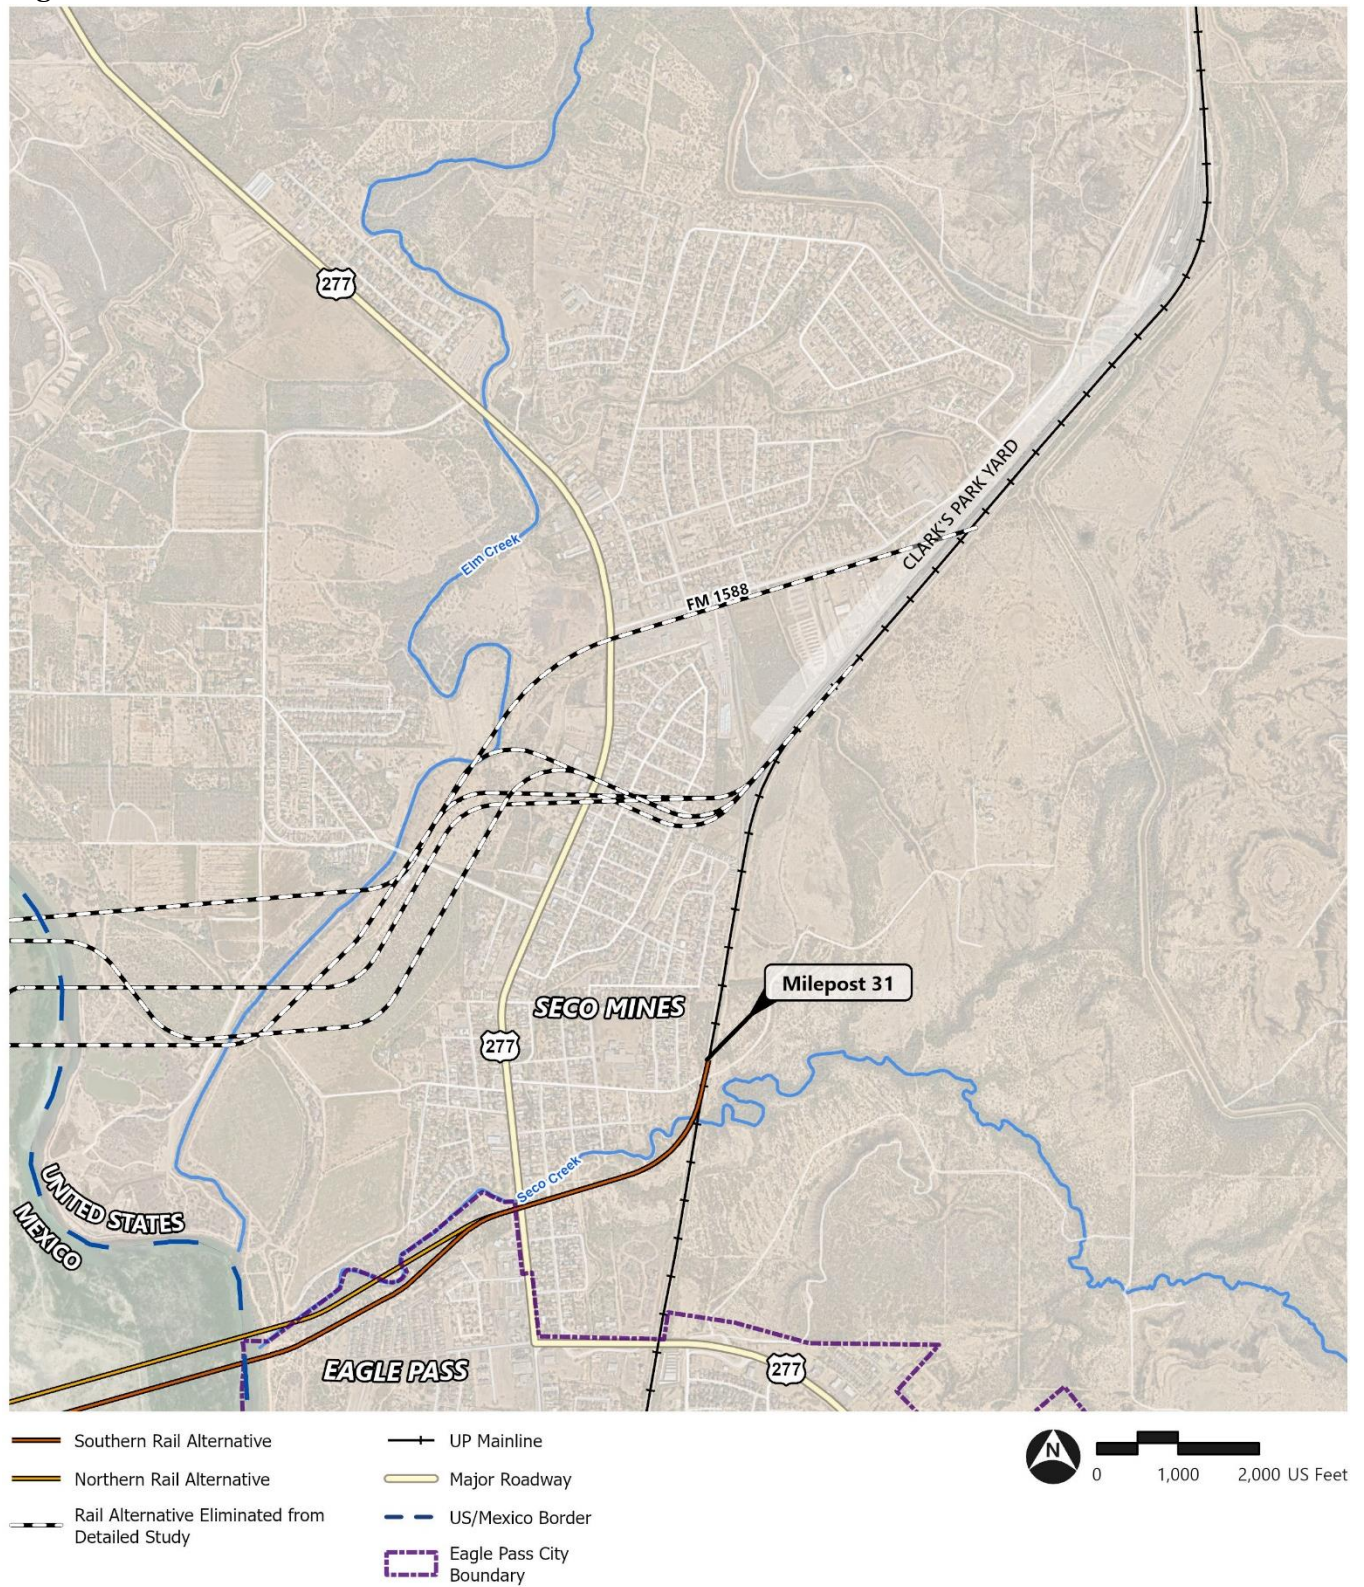 277
Elm Creek
CLARK'S PARK YARD
FM 1588
Milepost 31
SECO MINES
277
Seco Creek
UNITED STATES
MEXICO
EAGLE PASS
277
Southern Rail Alternative
Northern Rail Alternative
Rail Alternative Eliminated from
Detailed Study
UP Mainline
Major Roadway
US/Mexico Border
Eagle Pass City
Boundary
N
0 1,000 2,000 US Feet